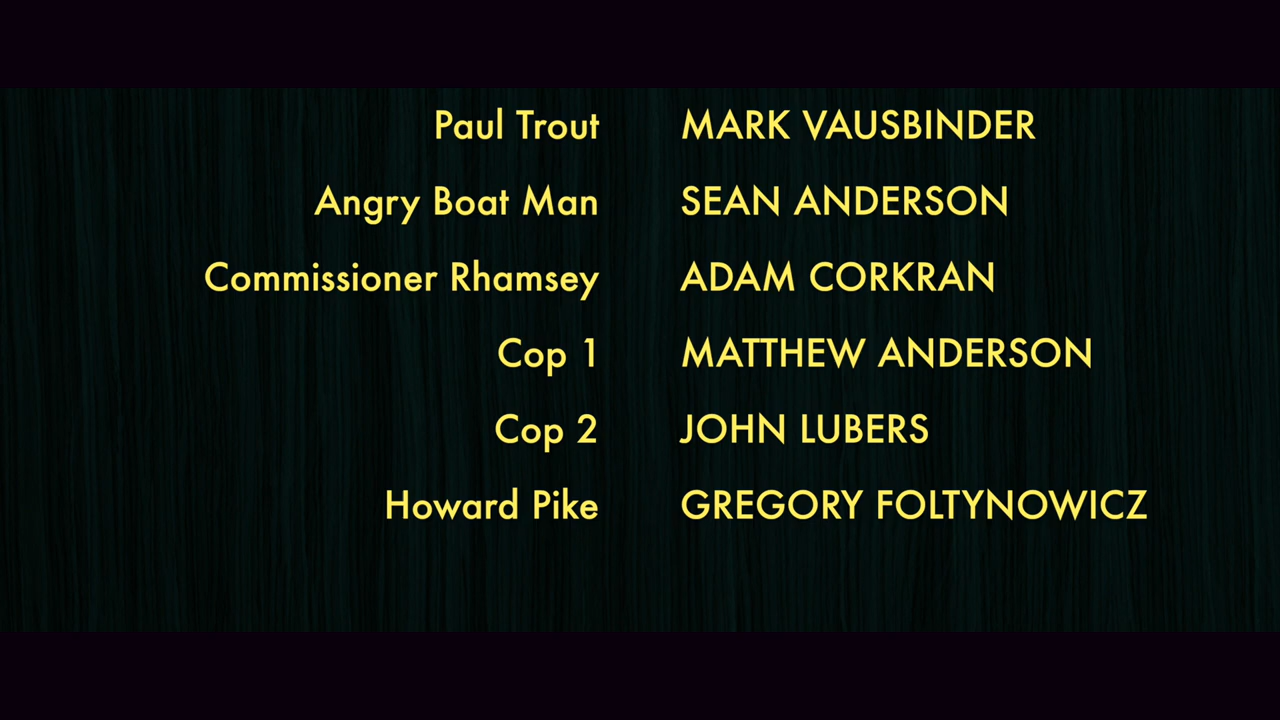 Paul Trout MARK VAUSBINDER
Angry Boat Man SEAN ANDERSON
Commissioner Rhamsey ADAM CORKRAN
Cop 1 MATTHEW ANDERSON
Cop 2 JOHN LUBERS
Howard Pike GREGORY FOLTYNOWICZ